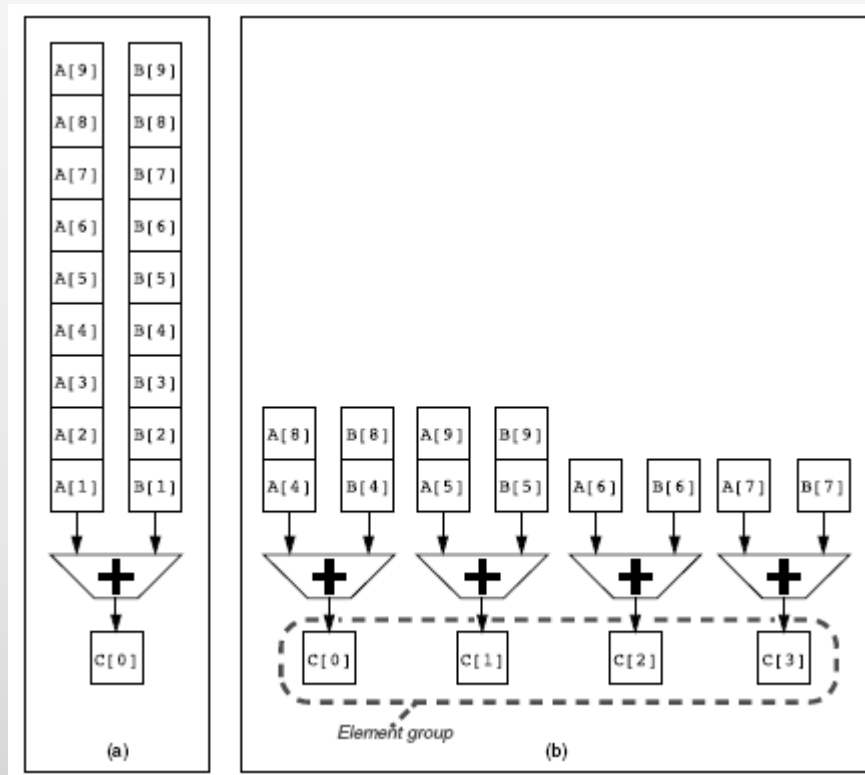 A[9] B[9]
A[8] B[8]
A[7] B[7]
A[6] B[6]
A[5] B[5]
A[4] B[4]
A[3] B[3]
A[2] B[2]
A[1] B[1]
+
C[0]
(a)
A[8] B[8] A[9] B[9]
A[4] B[4] A[5] B[5] A[6] B[6] A[7] B[7]
+ + + +
C[0] C[1] C[2] C[3]
Element group
(b)